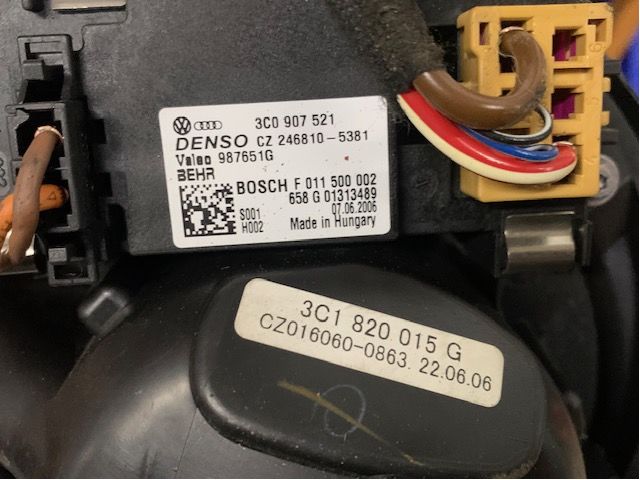 3C0 907 521
DENSO CZ 246810-5381
Valeo 987651G
BEHR
BOSCH F 011 500 002
658 G 01313489
S001 07.06.2006
H002 Made in Hungary
3C1 820 015 G
CZ016060-0863. 22.06.06